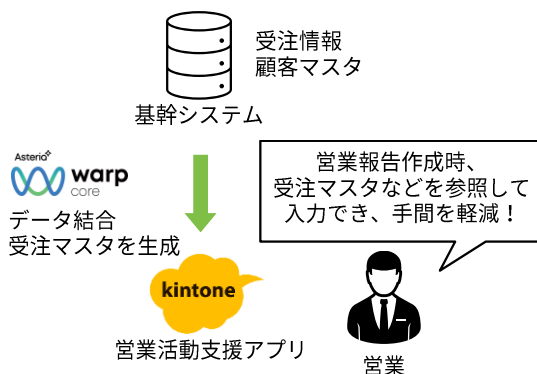 受注情報
顧客マスタ
基幹システム
Asteria
warp
core
データ結合
受注マスタを生成
営業報告作成時、
受注マスタなどを参照して
入力でき、手間を軽減！
kintone
営業活動支援アプリ
営業